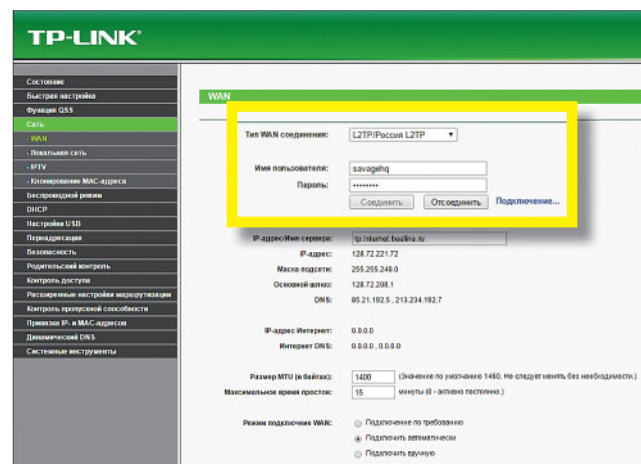 TP-LINK
Состояние
Быстрая настройка
Функция QSS
Сеть
- WAN
- Локальная сеть
- IPTV
- Клонирование MAC-адреса
Беспроводной режим
DHCP
Настройки USB
Переадресация
Безопасность
Родительский контроль
Контроль доступа
Расширенные настройки маршрутизации
Контроль пропускной способности
Привязка IP- и MAC-адресов
Динамический DNS
Системные инструменты
WAN
Тип WAN соединения: L2TP/Россия L2TP
Имя пользователя: savagehq
Пароль: ••••••••
Соединить Отсоединить Подключение...
IP-адрес/Имя сервера: tp.internet.beeline.ru
IP-адрес: 128.72.221.72
Маска подсети: 255.255.248.0
Основной шлюз: 128.72.208.1
DNS: 85.21.192.5 , 213.234.192.7
IP-адрес Интернет: 0.0.0.0
Интернет DNS: 0.0.0.0 , 0.0.0.0
Размер MTU (в байтах): 1400 (Значение по умолчанию 1460. Не следует менять без необходимости.)
Максимальное время простоя: 15 минуты (0 - активно постоянно.)
Режим подключение WAN: Подключение по требованию
Подключить автоматически
Подключить вручную